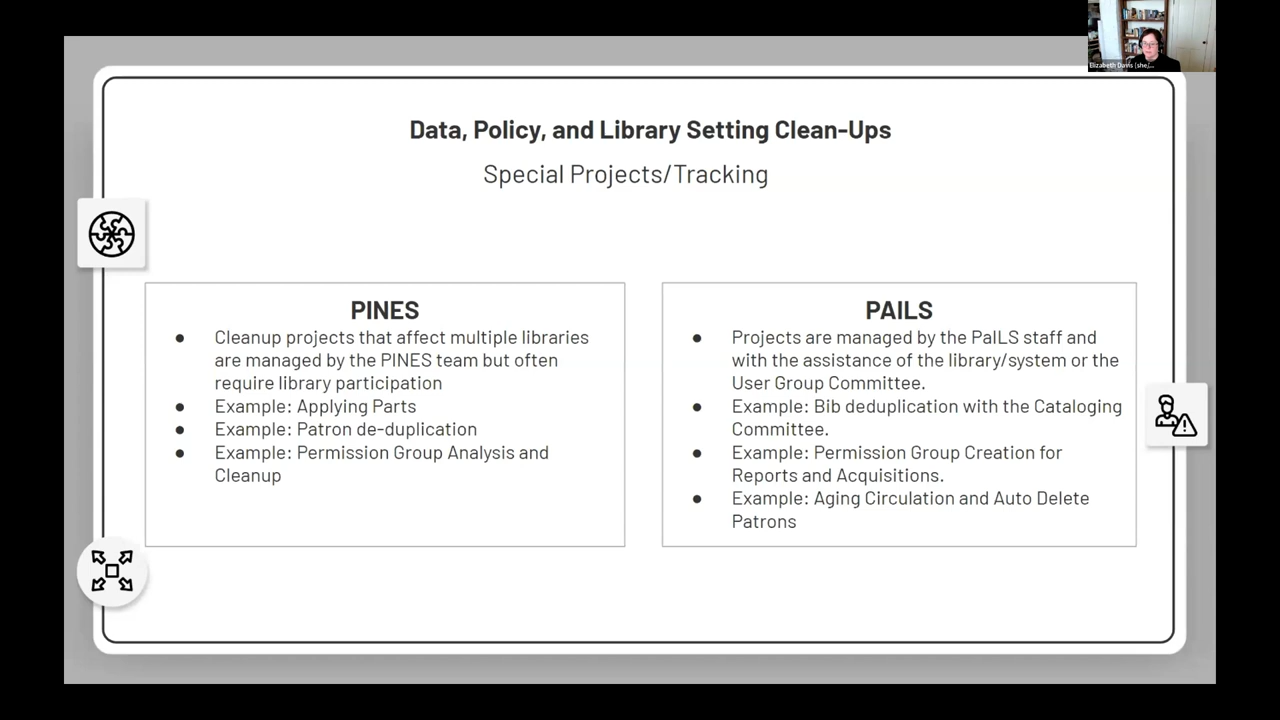 Elizabeth Davis (she/...
Data, Policy, and Library Setting Clean-Ups
Special Projects/Tracking
PINES
● Cleanup projects that affect multiple libraries
are managed by the PINES team but often
require library participation
● Example: Applying Parts
● Example: Patron de-duplication
● Example: Permission Group Analysis and
Cleanup
PAILS
● Projects are managed by the PaILS staff and
with the assistance of the library/system or the
User Group Committee.
● Example: Bib deduplication with the Cataloging
Committee.
● Example: Permission Group Creation for
Reports and Acquisitions.
● Example: Aging Circulation and Auto Delete
Patrons